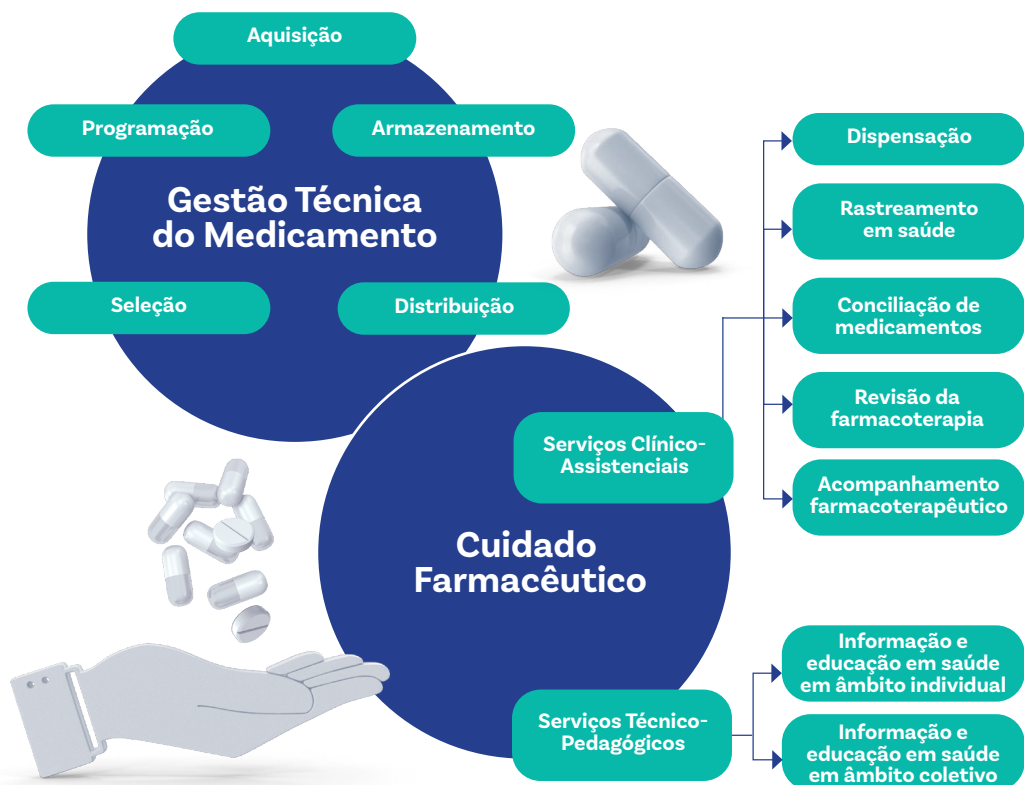 Aquisição
Programação
Armazenamento
Gestão Técnica
do Medicamento
Seleção
Distribuição
Dispensação
Rastreamento
em saúde
Conciliação de
medicamentos
Revisão da
farmacoterapia
Acompanhamento
farmacoterapêutico
Serviços Clínico-
Assistenciais
Cuidado
Farmacêutico
Serviços Técnico-
Pedagógicos
Informação e
educação em saúde
em âmbito individual
Informação e
educação em saúde
em âmbito coletivo